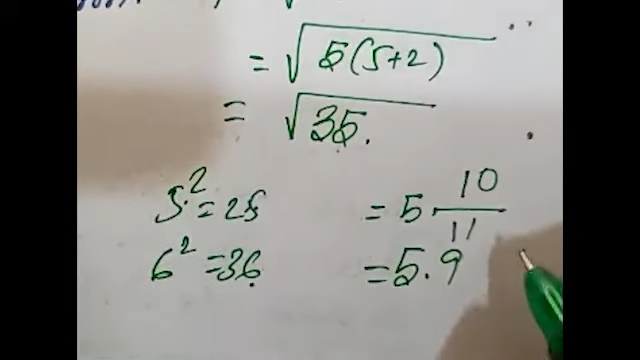 = √5(5+2)
= √35.
5² = 25
6² = 36
= 5 10/11
= 5.9